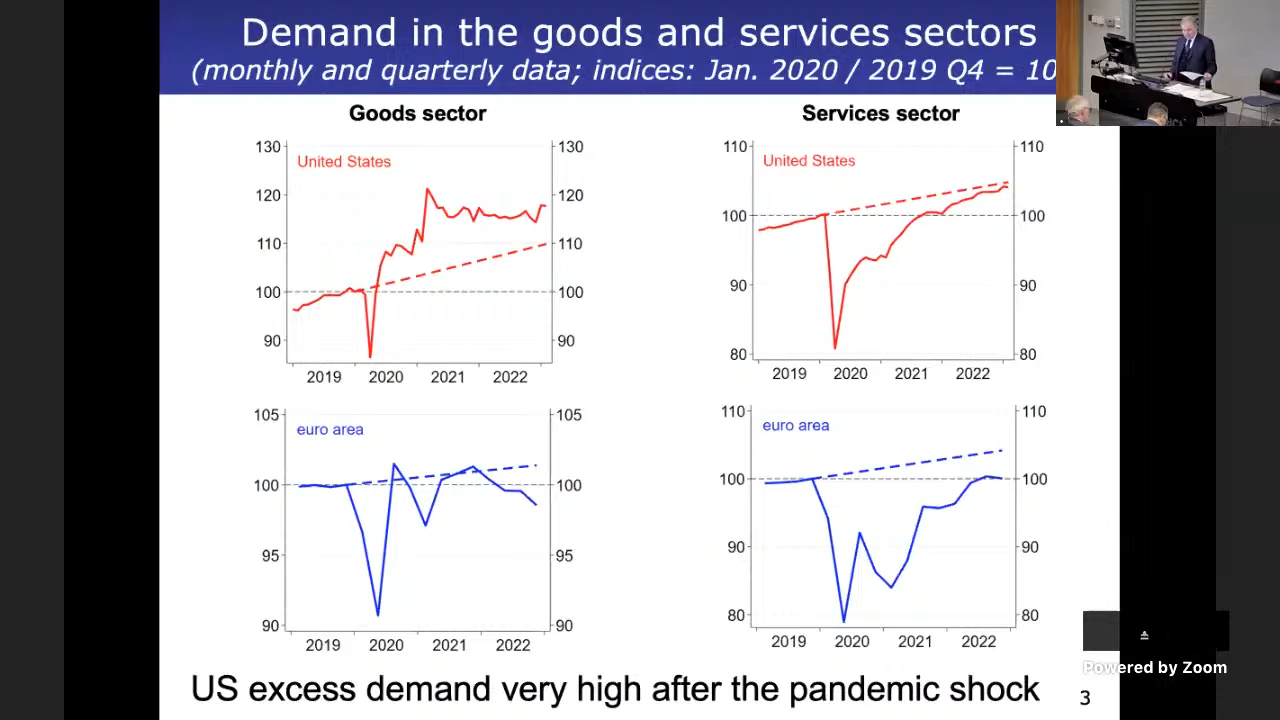 Demand in the goods and services sectors
(monthly and quarterly data; indices: Jan. 2020 / 2019 Q4 = 10
Goods sector
130
120
110
100
90
United States
130
120
110
100
90
2019 2020 2021 2022
Services sector
110
100
90
80
United States
110
100
90
80
2019 2020 2021 2022
105
100
95
90
euro area
105
100
95
90
2019 2020 2021 2022
110
100
90
80
euro area
110
100
90
80
2019 2020 2021 2022
US excess demand very high after the pandemic shock
3
Powered by Zoom